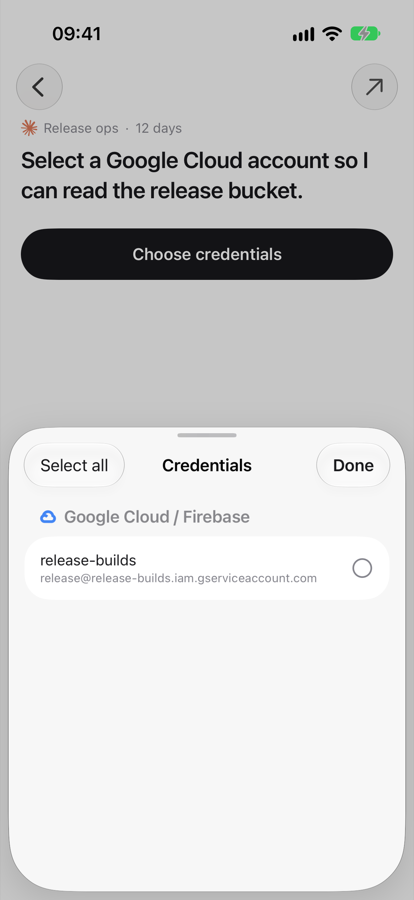 09:41
Release ops · 12 days
Select a Google Cloud account so I
can read the release bucket.
Choose credentials
Select all
Credentials
Done
Google Cloud / Firebase
release-builds
release@release-builds.iam.gserviceaccount.com